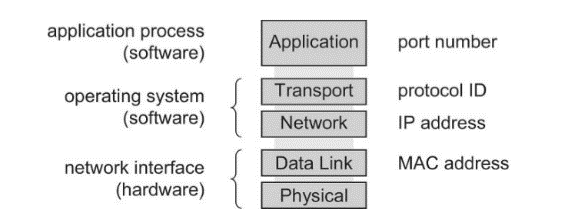 application process
(software)
Application
port number
operating system
(software)
Transport
protocol ID
Network
IP address
network interface
(hardware)
Data Link
MAC address
Physical